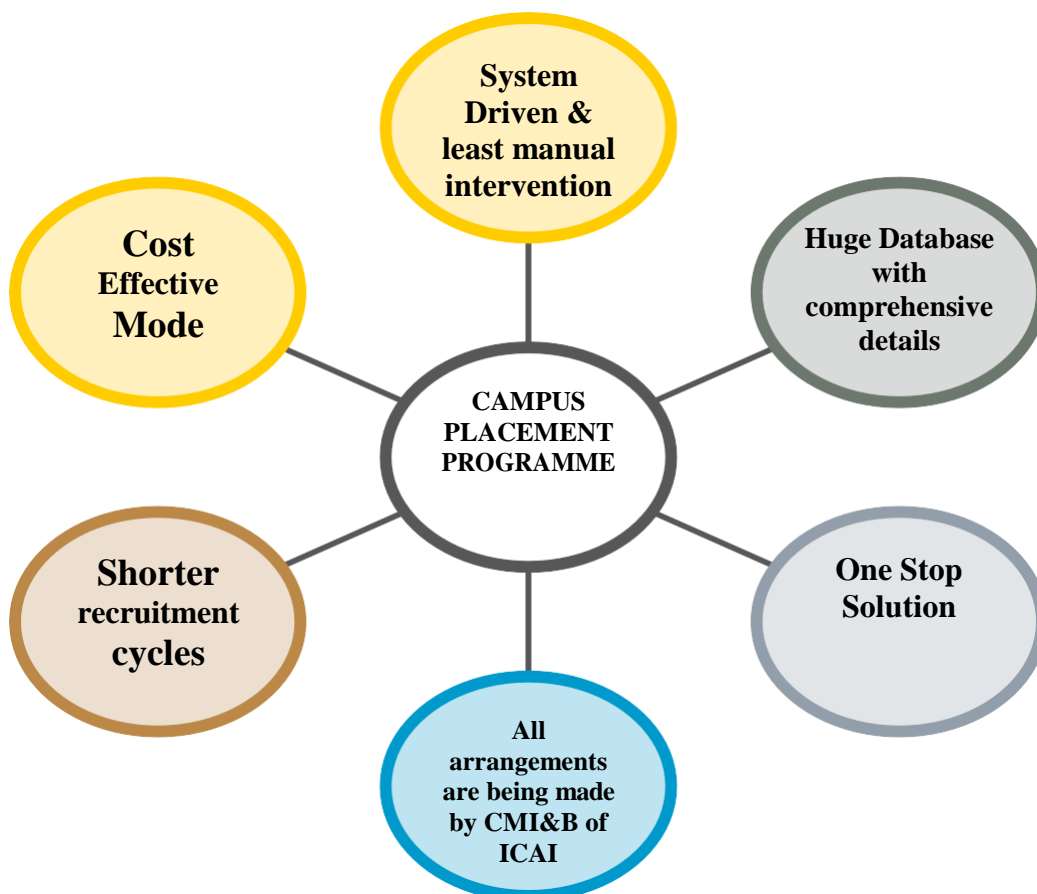 System
Driven &
least manual
intervention
Cost
Effective
Mode
Huge Database
with
comprehensive
details
CAMPUS
PLACEMENT
PROGRAMME
Shorter
recruitment
cycles
One Stop
Solution
All
arrangements
are being made
by CMI&B of
ICAI